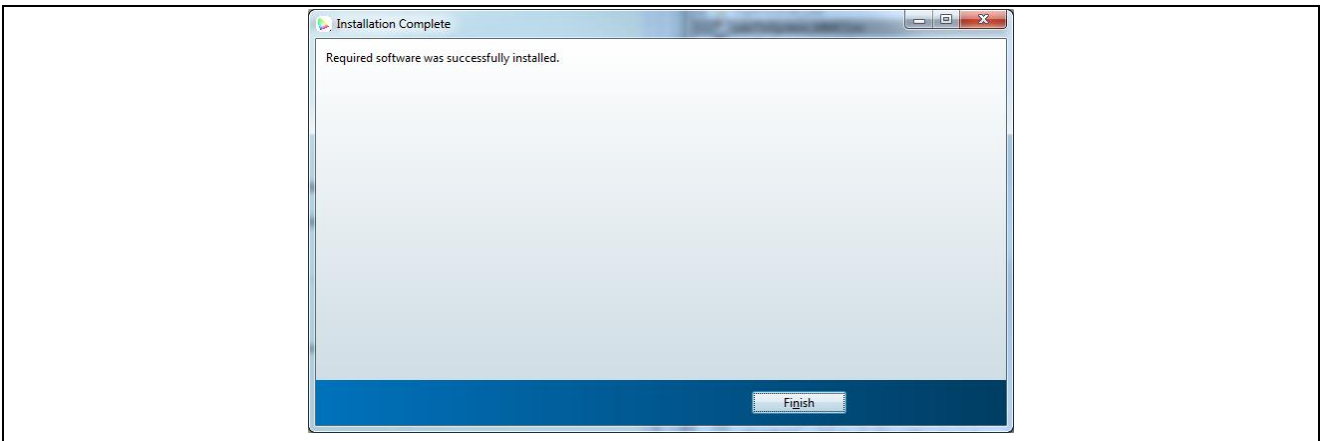 Installation Complete
Required software was successfully installed.
Finish